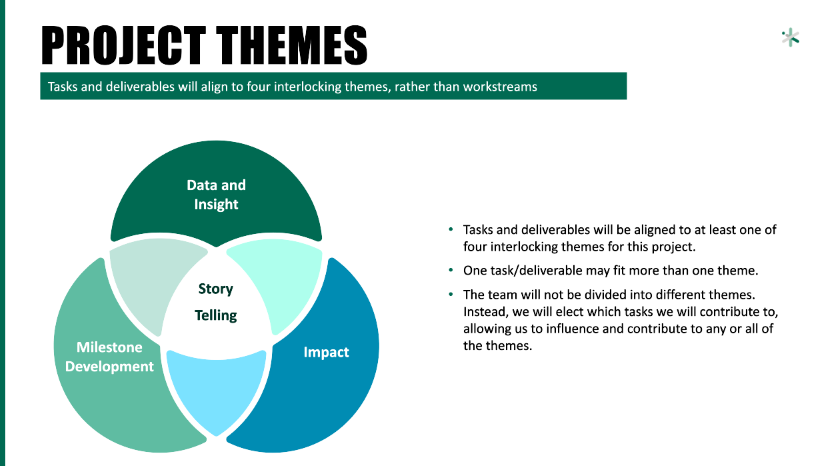 PROJECT THEMES
Tasks and deliverables will align to four interlocking themes, rather than workstreams
Data and
Insight
Story
Telling
Milestone
Development
Impact
• Tasks and deliverables will be aligned to at least one of
four interlocking themes for this project.
• One task/deliverable may fit more than one theme.
• The team will not be divided into different themes.
Instead, we will elect which tasks we will contribute to,
allowing us to influence and contribute to any or all of
the themes.